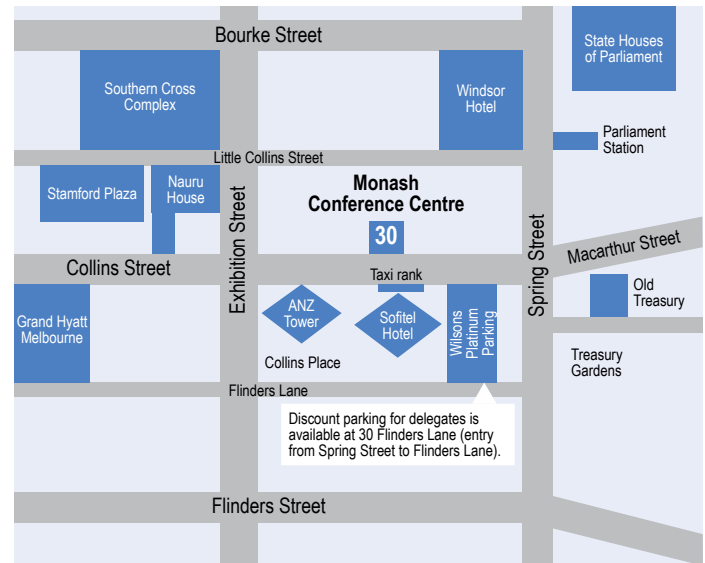 Bourke Street
State Houses
of Parliament
Southern Cross
Complex
Windsor
Hotel
Parliament
Station
Little Collins Street
Stamford Plaza
Nauru
House
Monash
Conference Centre
30
Exhibition Street
Spring Street
Macarthur Street
Collins Street
Taxi rank
Grand Hyatt
Melbourne
ANZ
Tower
Sofitel
Hotel
Wilsons
Platinum
Parking
Old
Treasury
Collins Place
Treasury
Gardens
Flinders Lane
Discount parking for delegates is
available at 30 Flinders Lane (entry
from Spring Street to Flinders Lane).
Flinders Street